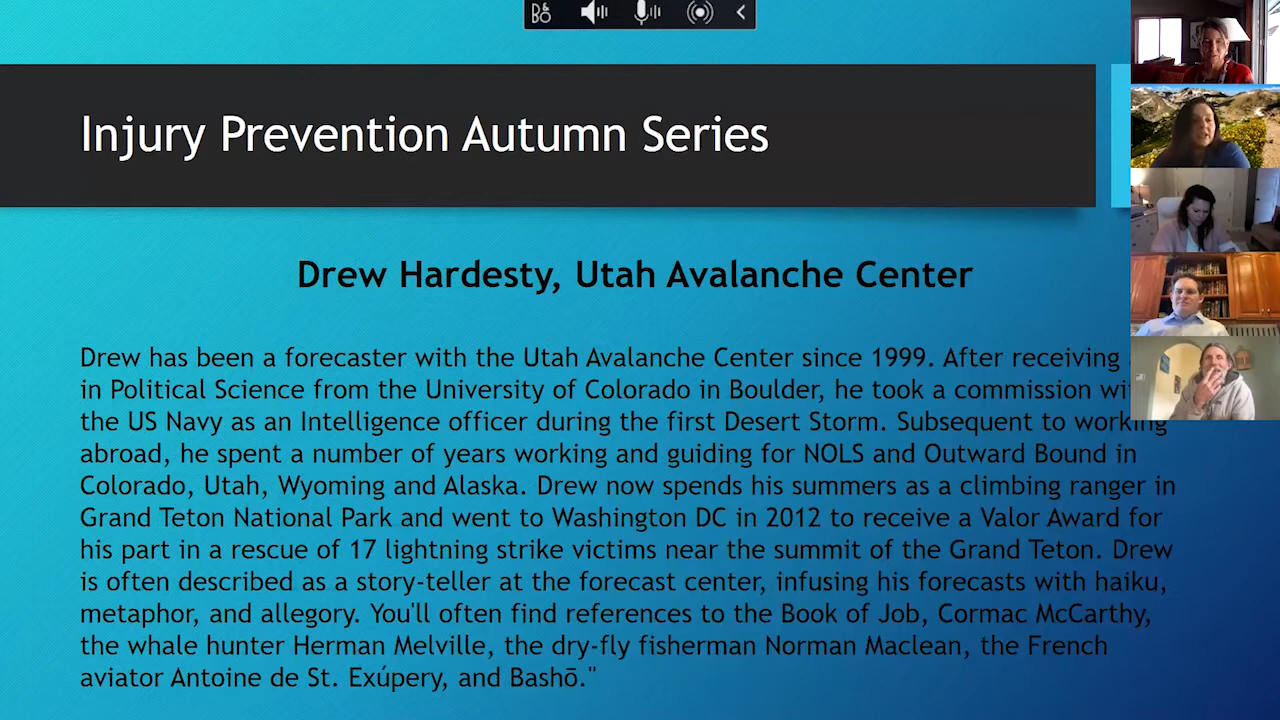 Injury Prevention Autumn Series
Drew Hardesty, Utah Avalanche Center
Drew has been a forecaster with the Utah Avalanche Center since 1999. After receiving
in Political Science from the University of Colorado in Boulder, he took a commission
the US Navy as an Intelligence officer during the first Desert Storm. Subsequent to working
abroad, he spent a number of years working and guiding for NOLS and Outward Bound in
Colorado, Utah, Wyoming and Alaska. Drew now spends his summers as a climbing ranger in
Grand Teton National Park and went to Washington DC in 2012 to receive a Valor Award for
his part in a rescue of 17 lightning strike victims near the summit of the Grand Teton. Drew
is often described as a story-teller at the forecast center, infusing his forecasts with haiku,
metaphor, and allegory. You'll often find references to the Book of Job, Cormac McCarthy,
the whale hunter Herman Melville, the dry-fly fisherman Norman Maclean, the French
aviator Antoine de St. Exúpery, and Bashō."